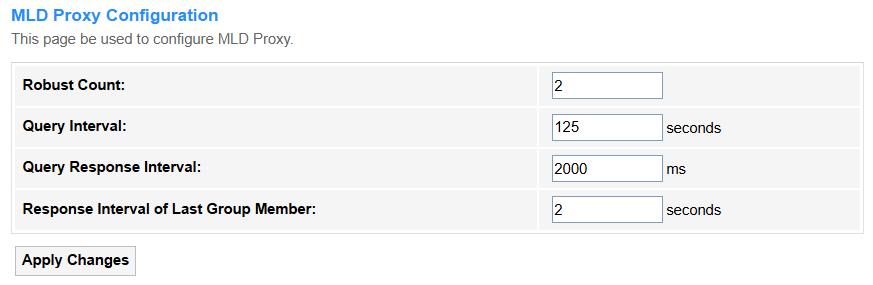 MLD Proxy Configuration
This page be used to configure MLD Proxy.
Robust Count: 2
Query Interval: 125 seconds
Query Response Interval: 2000 ms
Response Interval of Last Group Member: 2 seconds
Apply Changes